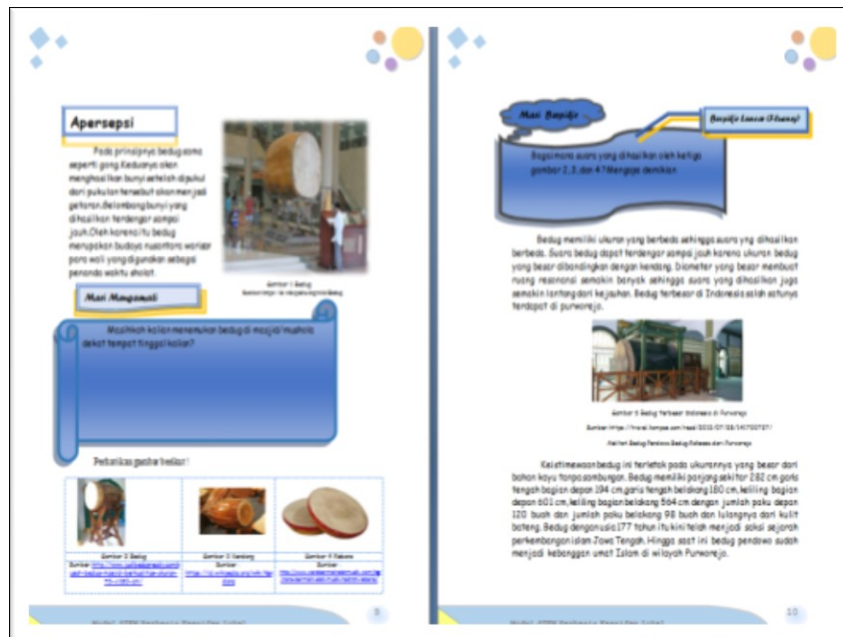 Apersepsi
Pada prinsipnya bedug sama
seperti gong.Keduanya akan
menghasilkan bunyi setelah dipukul
dari pukulan tersebut akan menjadi
getaran.Gelombang bunyi yang
dihasilkan terdengar sampai
jauh.Oleh karena itu bedug
merupakan budaya nusantara warisan
para wali yang digunakan sebagai
penanda waktu sholat.
Gambar 1 Bedug
Mari Mengamati
Masihkah kalian menemukan bedug di masjid/mushola
dekat tempat tinggal kalian?
Perhatikan gambar berikut !
Gambar 2 Bedug
Gambar 3 Kendang
Gambar 4 Rebana
Sumber
Sumber
Sumber
9
Mari Berpikir
Berpikir Lancar (Fluency)
Bagaimana suara yang dihasilkan oleh ketiga
gambar 2,3, dan 4 ?Mengapa demikian
Bedug memiliki ukuran yang berbeda sehingga suara yng dihasilkan
berbeda. Suara bedug dapat terdengar sampai jauh karena ukuran bedug
yang besar dibandingkan dengan kendang. Diameter yang besar membuat
ruang resonansi semakin banyak sehingga suara yang dihasilkan juga
semakin lantang dari kejauhan. Bedug terbesar di Indonesia salah satunya
terdapat di purworejo.
Gambar 5 Bedug Terbesar Indonesia di Purworejo
Melihat Bedug Pendowo Bedug Raksasa dari Purworejo
Keistimewaan bedug ini terletak pada ukurannya yang besar dari
bahan kayu tanpa sambungan. Bedug memiliki panjang sekitar 282 cm garis
tengah bagian depan 194 cm,garis tengah belakang 180 cm,keliling bagian
depan 601 cm,keliling bagian belakang 564 cm dengan jumlah paku depan
120 buah dan jumlah paku belakang 98 buah dan lulangnya dari kulit
banteng. Bedug dengan usia 177 tahun itu kini telah menjadi saksi sejarah
perkembangan islam Jawa Tengah. Hingga saat ini bedug pendowo sudah
menjadi kebanggan umat Islam di wilayah Purworejo.
10